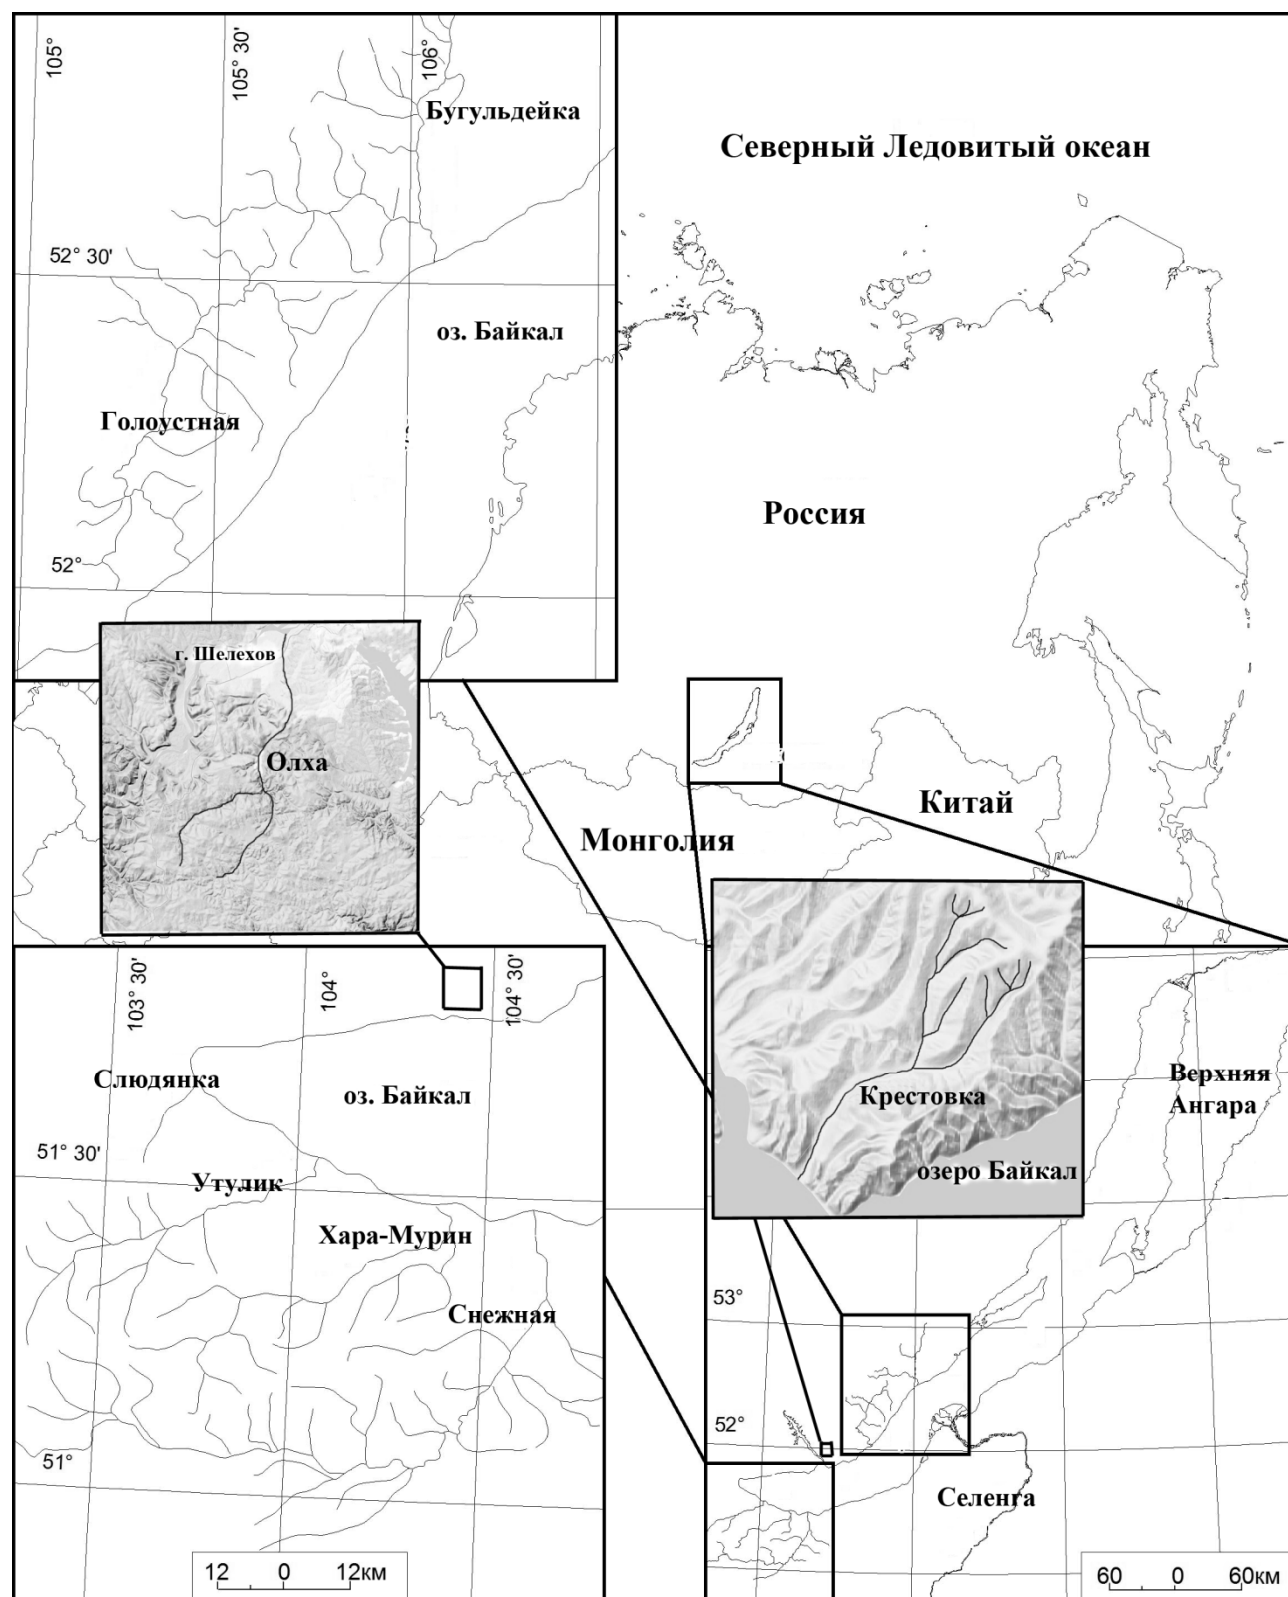 105°
105° 30'
106°
Бугульдейка
Северный Ледовитый океан
52° 30'
оз. Байкал
Голоустная
Россия
52°
г. Шелехов
Олха
Китай
Монголия
103° 30'
104°
104° 30'
Слюдянка
оз. Байкал
51° 30'
Утулик
Хара-Мурин
Снежная
51°
12 0 12км
Крестовка
озеро Байкал
Верхняя
Ангара
53°
52°
Селенга
60 0 60км